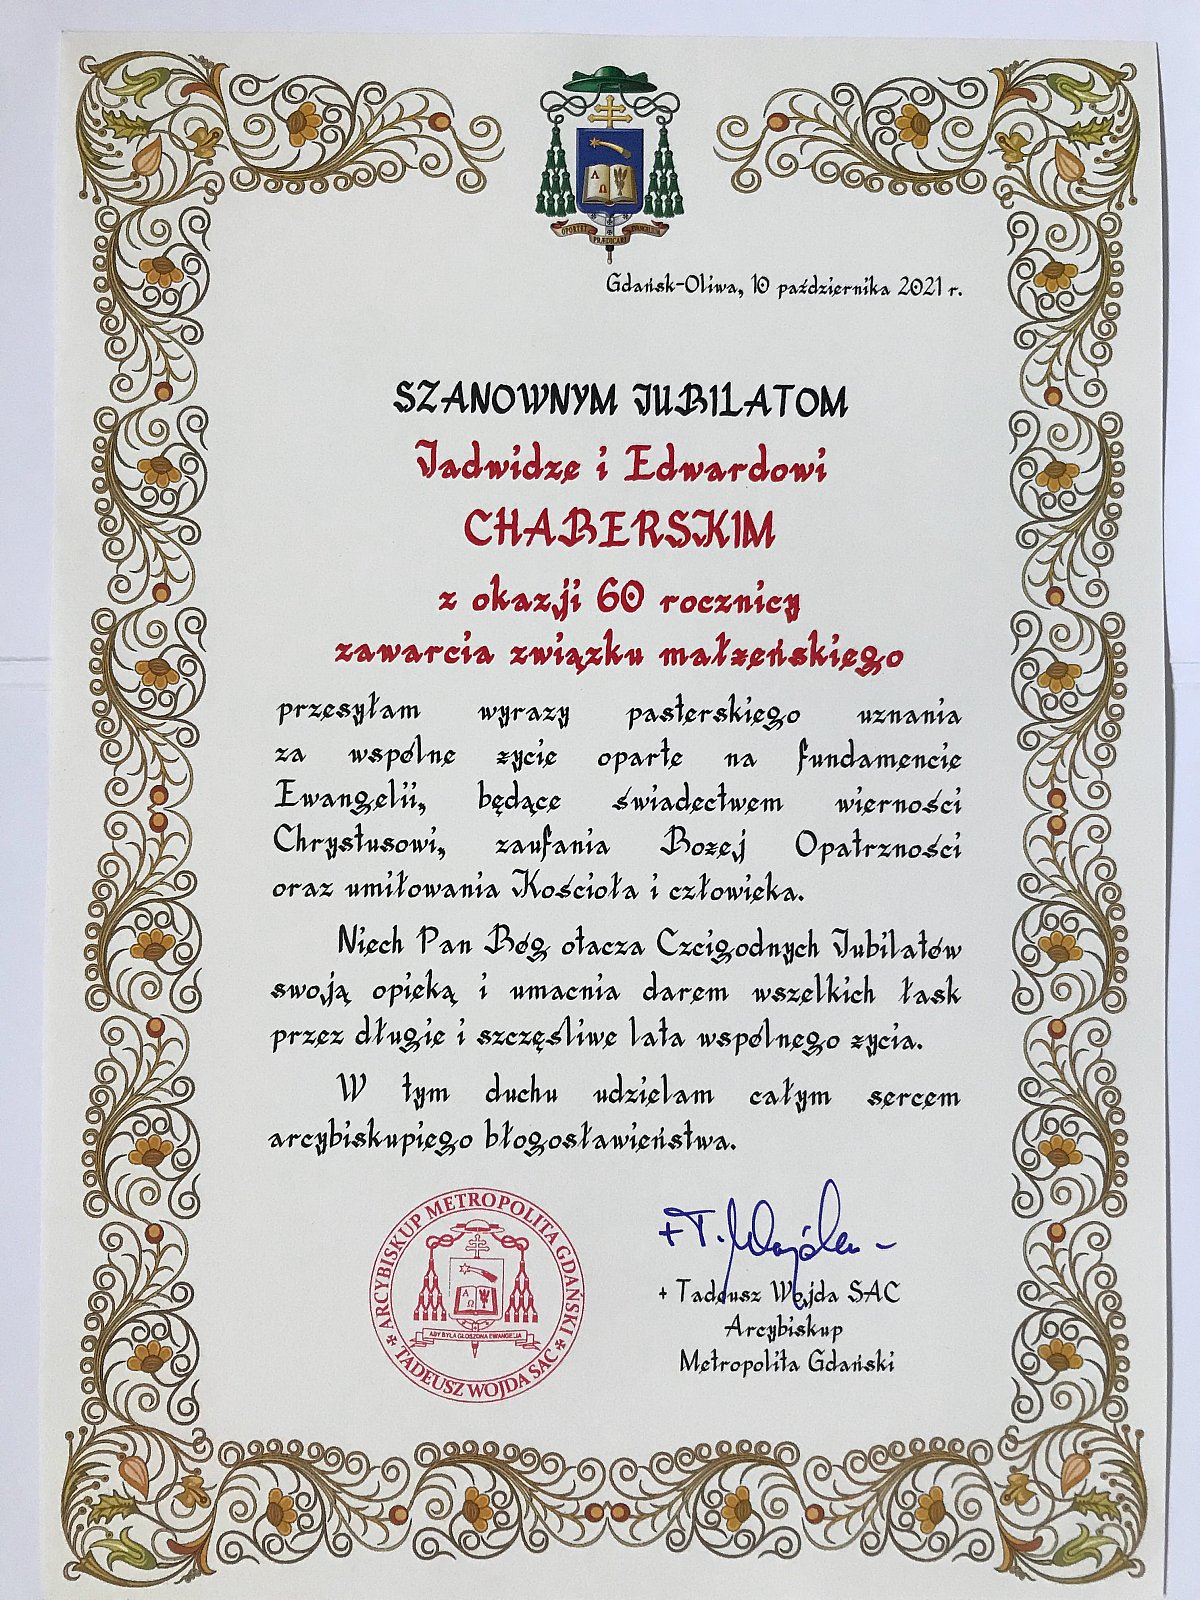 OPORTET PRÆDICARI EVANGELIUM
Gdańsk-Oliwa, 10 października 2021 r.
SZANOWNYM JUBILATOM
Jadwidze i Edwardowi
CHABERSKIM
z okazji 60 rocznicy
zawarcia związku małżeńskiego
przesyłam wyrazy pasterskiego uznania
za wspólne życie oparte na fundamencie
Ewangelii, będące świadectwem wierności
Chrystusowi, zaufania Bożej Opatrzności
oraz umiłowania Kościoła i człowieka.
Niech Pan Bóg otacza Czcigodnych Jubilatów
swoją opieką i umacnia darem wszelkich łask
przez długie i szczęśliwe lata wspólnego życia.
W tym duchu udzielam całym sercem
arcybiskupiego błogosławieństwa.
ARCYBISKUP METROPOLITA GDAŃSKI
Α Ω
ABY BYŁA GŁOSZONA EWANGELIA
TADEUSZ WOJDA SAC
+ T. Wojda
+ Tadeusz Wojda SAC
Arcybiskup
Metropolita Gdański